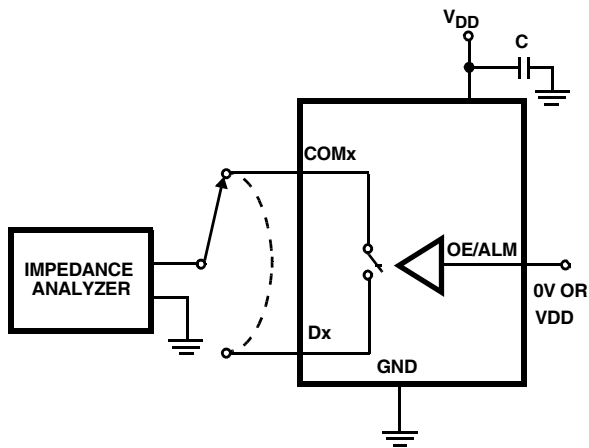 VDD
C
COMx
IMPEDANCE
ANALYZER
OE/ALM
0V OR
VDD
Dx
GND